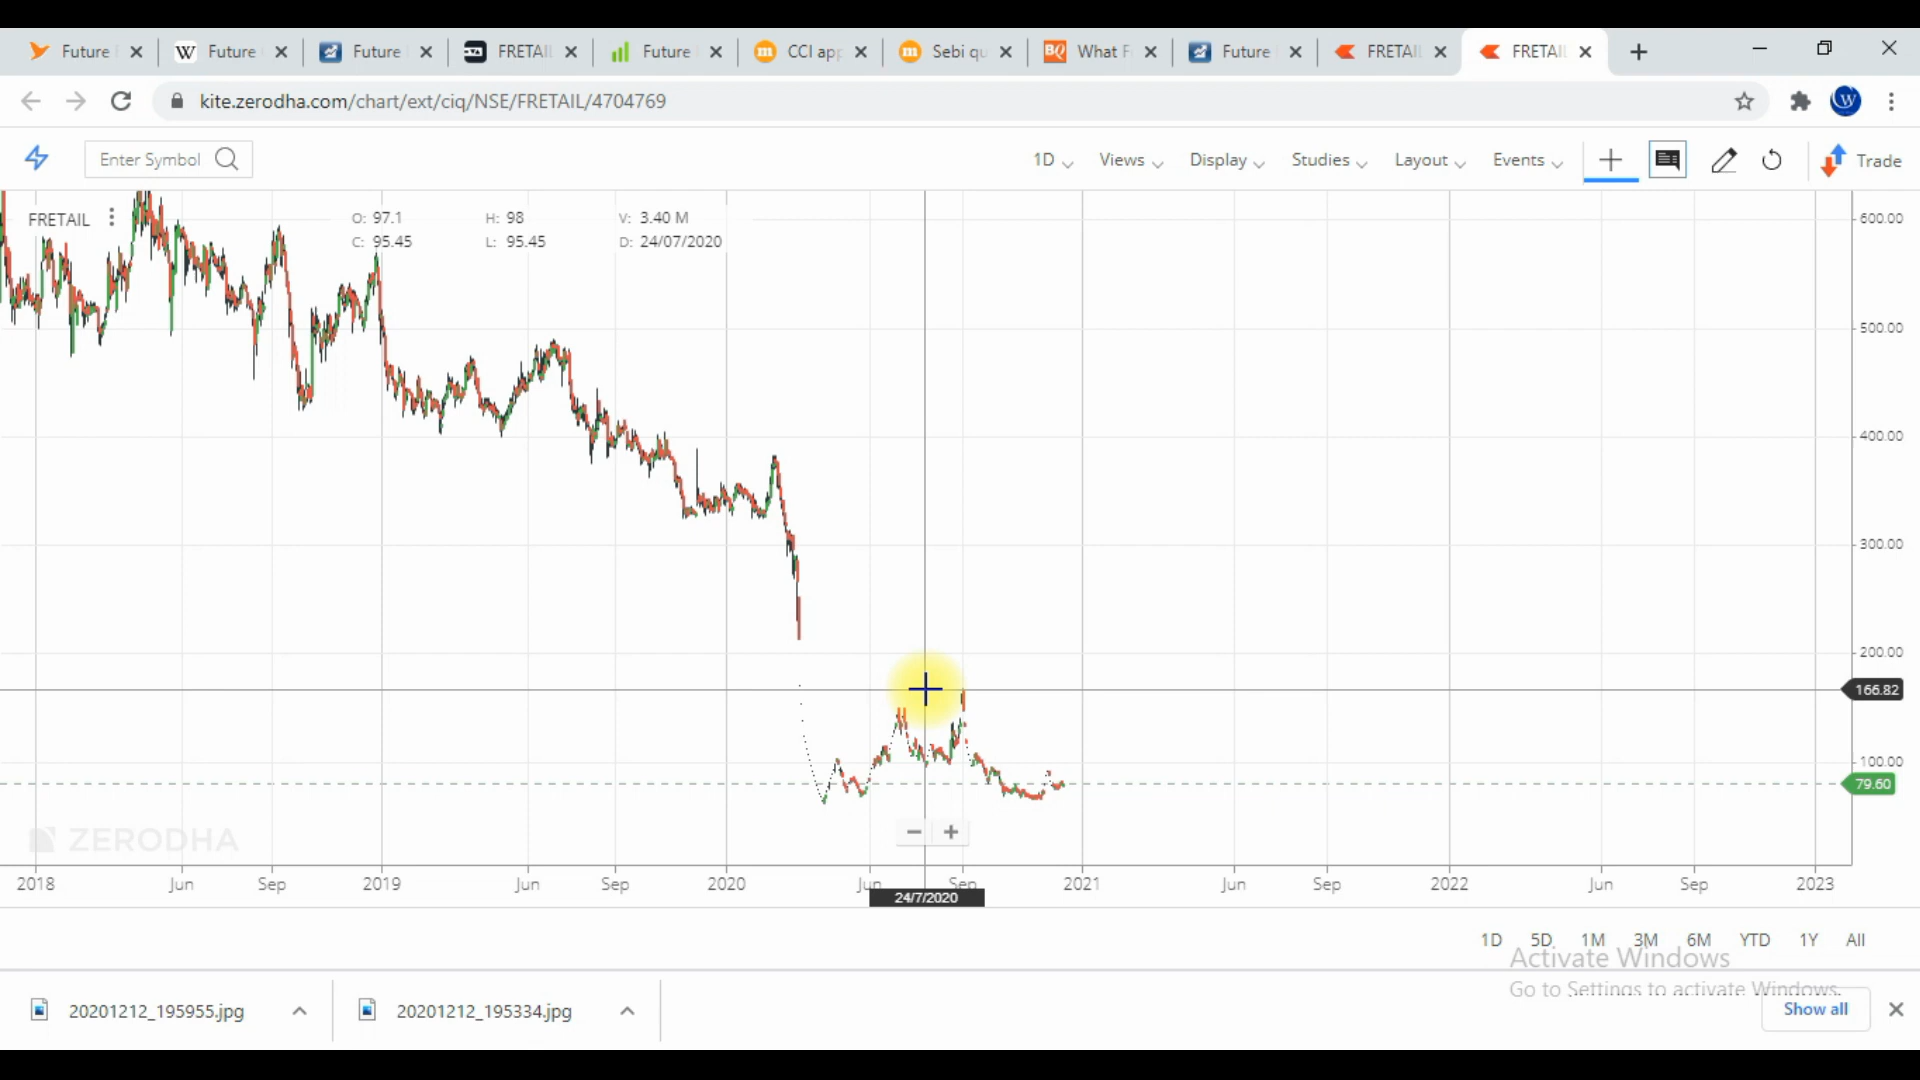 Future
Future
Future
FRETAIL
Future
CCI app
Sebi qu
BQ
What F
Future
FRETAIL
FRETAIL
kite.zerodha.com/chart/ext/ciq/NSE/FRETAIL/4704769
Enter Symbol
1D
Views
Display
Studies
Layout
Events
Trade
FRETAIL
O: 97.1
H: 98
V: 3.40 M
C: 95.45
L: 95.45
D: 24/07/2020
600.00
500.00
400.00
300.00
200.00
166.82
100.00
79.60
ZERODHA
2018
Jun
Sep
2019
Jun
Sep
2020
Jun
Sep
2021
Jun
Sep
2022
Jun
Sep
2023
24/7/2020
1D
5D
1M
3M
6M
YTD
1Y
All
Activate Windows
Go to Settings to activate Windows.
20201212_195955.jpg
20201212_195334.jpg
Show all